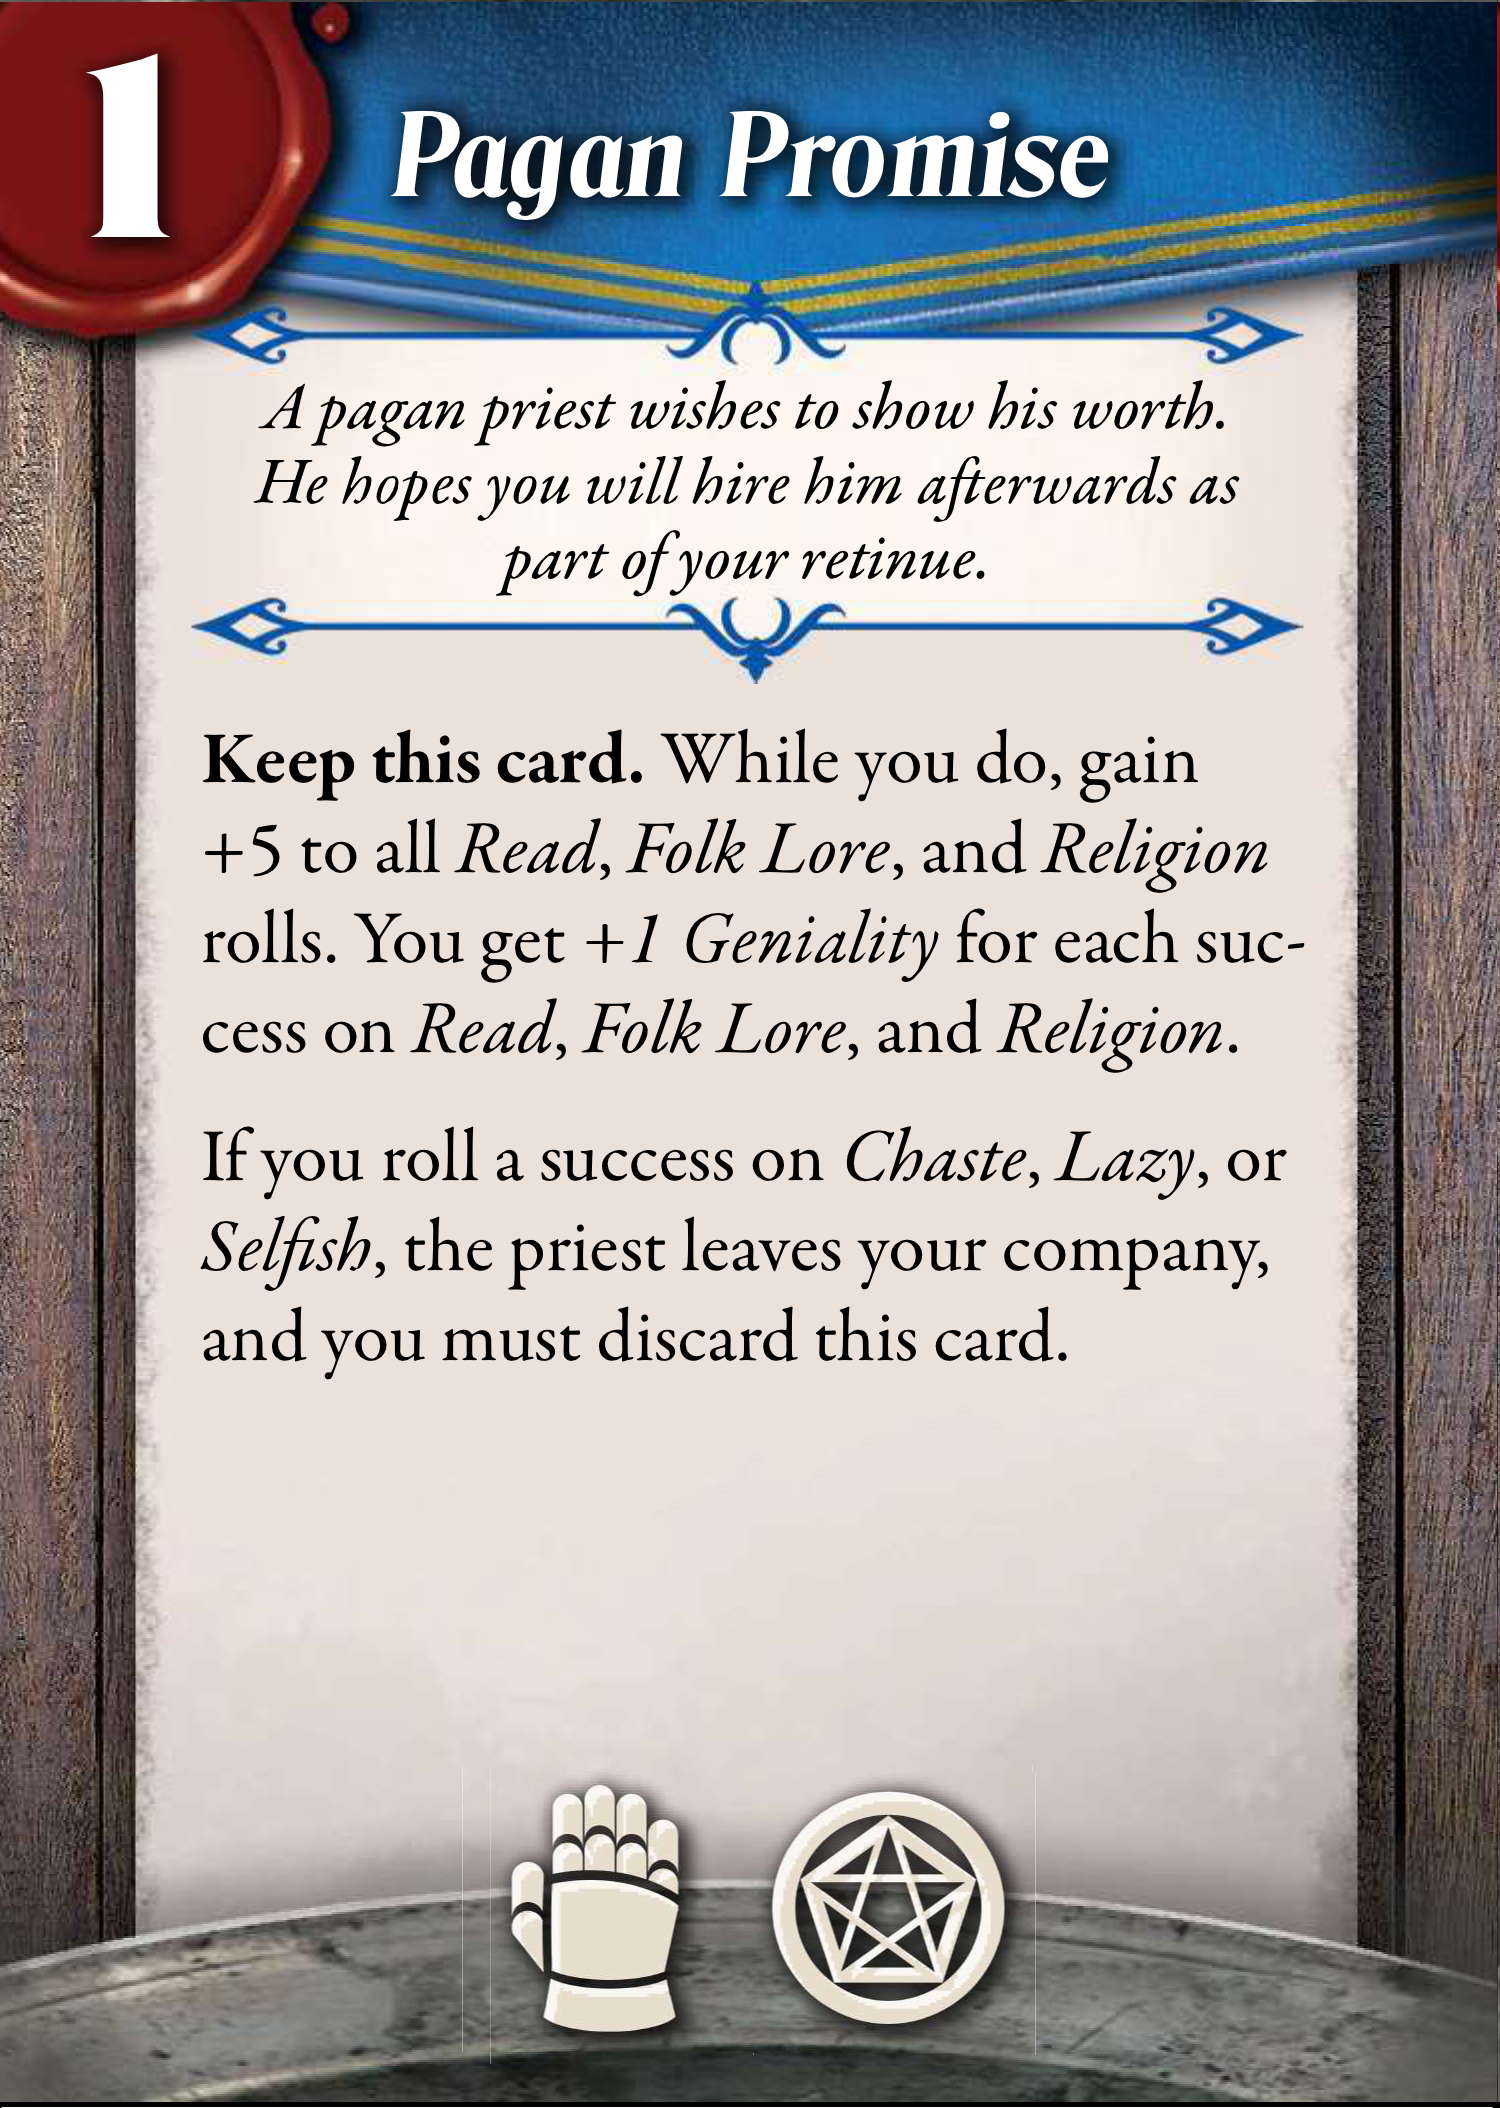 1
Pagan Promise
A pagan priest wishes to show his worth.
He hopes you will hire him afterwards as
part of your retinue.
Keep this card. While you do, gain
+5 to all Read, Folk Lore, and Religion
rolls. You get +1 Geniality for each suc-
cess on Read, Folk Lore, and Religion.
If you roll a success on Chaste, Lazy, or
Selfish, the priest leaves your company,
and you must discard this card.